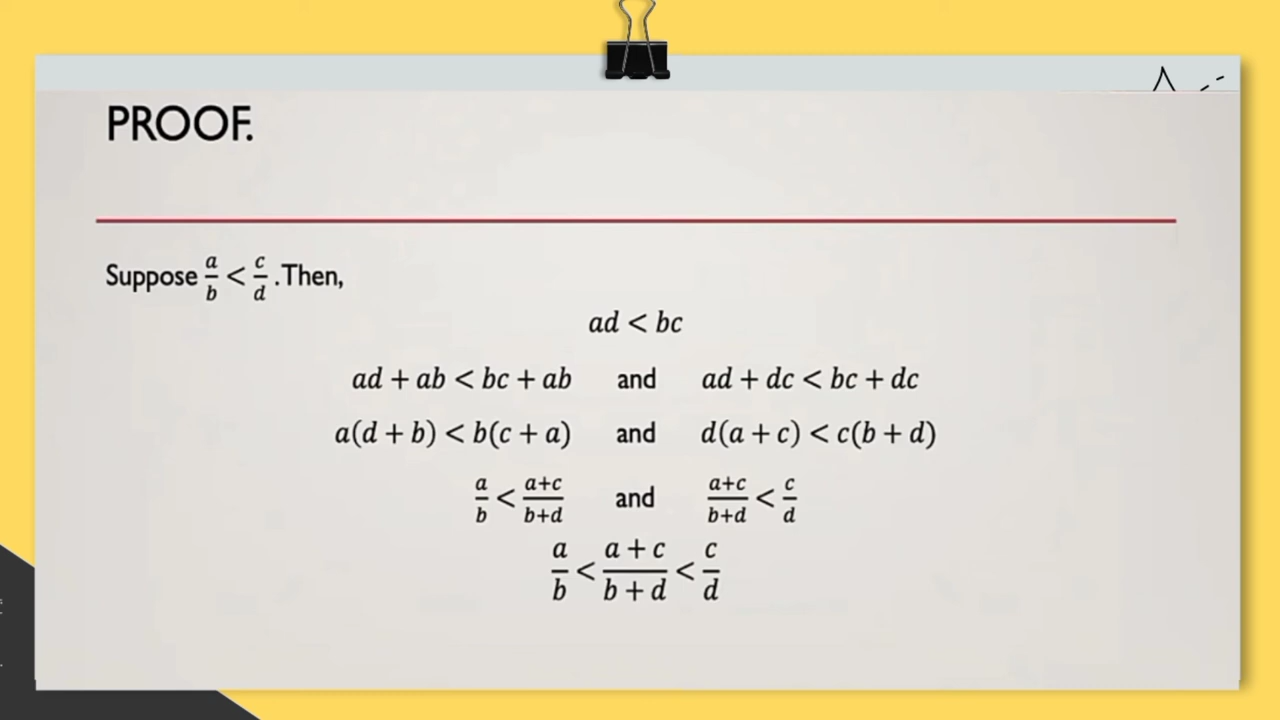 PROOF.
Suppose a/b < c/d .Then,
ad < bc
ad + ab < bc + ab and ad + dc < bc + dc
a(d + b) < b(c + a) and d(a + c) < c(b + d)
a/b < a+c/b+d and a+c/b+d < c/d
a/b < a + c/b + d < c/d